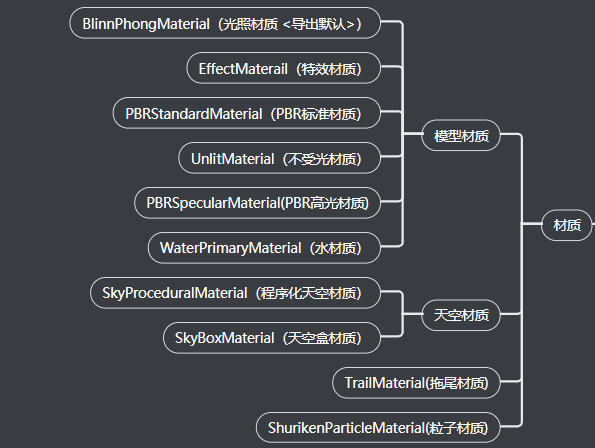 BlinnPhongMaterial（光照材质 <导出默认>）
EffectMaterail（特效材质）
PBRStandardMaterial（PBR标准材质）
模型材质
UnlitMaterial（不受光材质）
PBRSpecularMaterial(PBR高光材质)
材质
WaterPrimaryMaterial（水材质）
SkyProceduralMaterial（程序化天空材质）
天空材质
SkyBoxMaterial（天空盒材质）
TrailMaterial(拖尾材质)
ShurikenParticleMaterial(粒子材质)